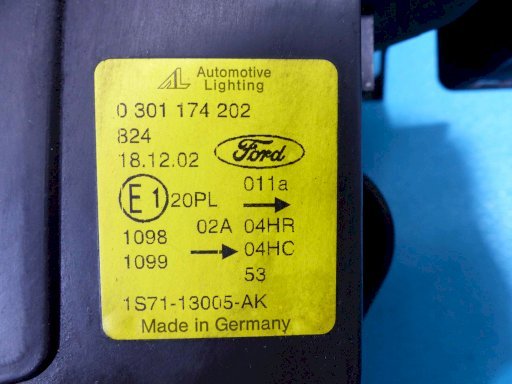 AL Automotive
Lighting
0 301 174 202
824
18.12.02
Ford
E1 20PL 011a →
02A 04HR
1098 → 04HC
1099
53
1S71-13005-AK
Made in Germany